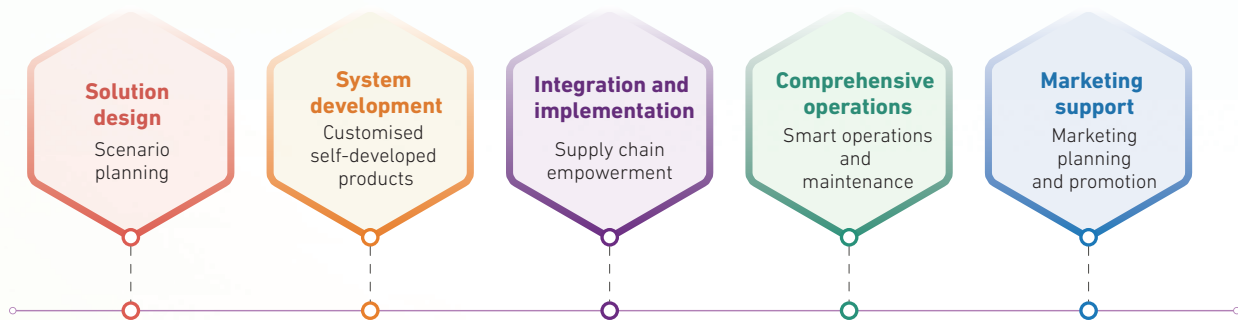 Solution
design
Scenario
planning
System
development
Customised
self-developed
products
Integration and
implementation
Supply chain
empowerment
Comprehensive
operations
Smart operations
and
maintenance
Marketing
support
Marketing
planning
and promotion